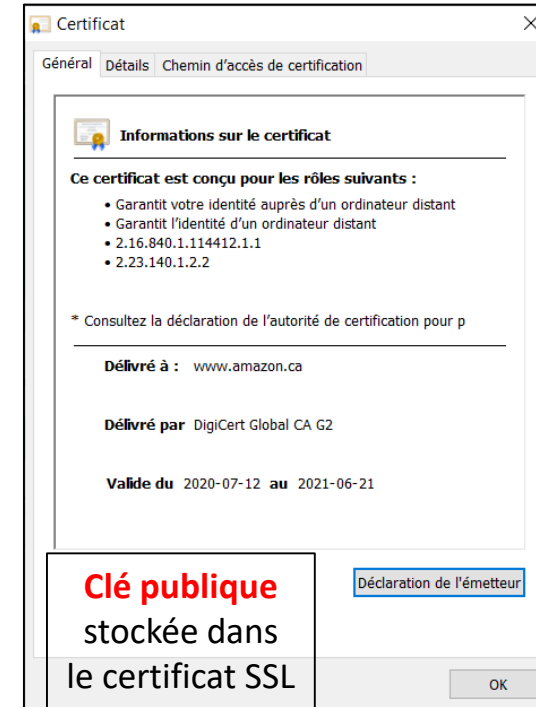 Certificat
Général Détails Chemin d’accès de certification
Informations sur le certificat
Ce certificat est conçu pour les rôles suivants :
• Garantit votre identité auprès d’un ordinateur distant
• Garantit l’identité d’un ordinateur distant
• 2.16.840.1.114412.1.1
• 2.23.140.1.2.2
* Consultez la déclaration de l’autorité de certification pour p
Délivré à : www.amazon.ca
Délivré par DigiCert Global CA G2
Valide du 2020-07-12 au 2021-06-21
Déclaration de l'émetteur
Clé publique
stockée dans
le certificat SSL
OK